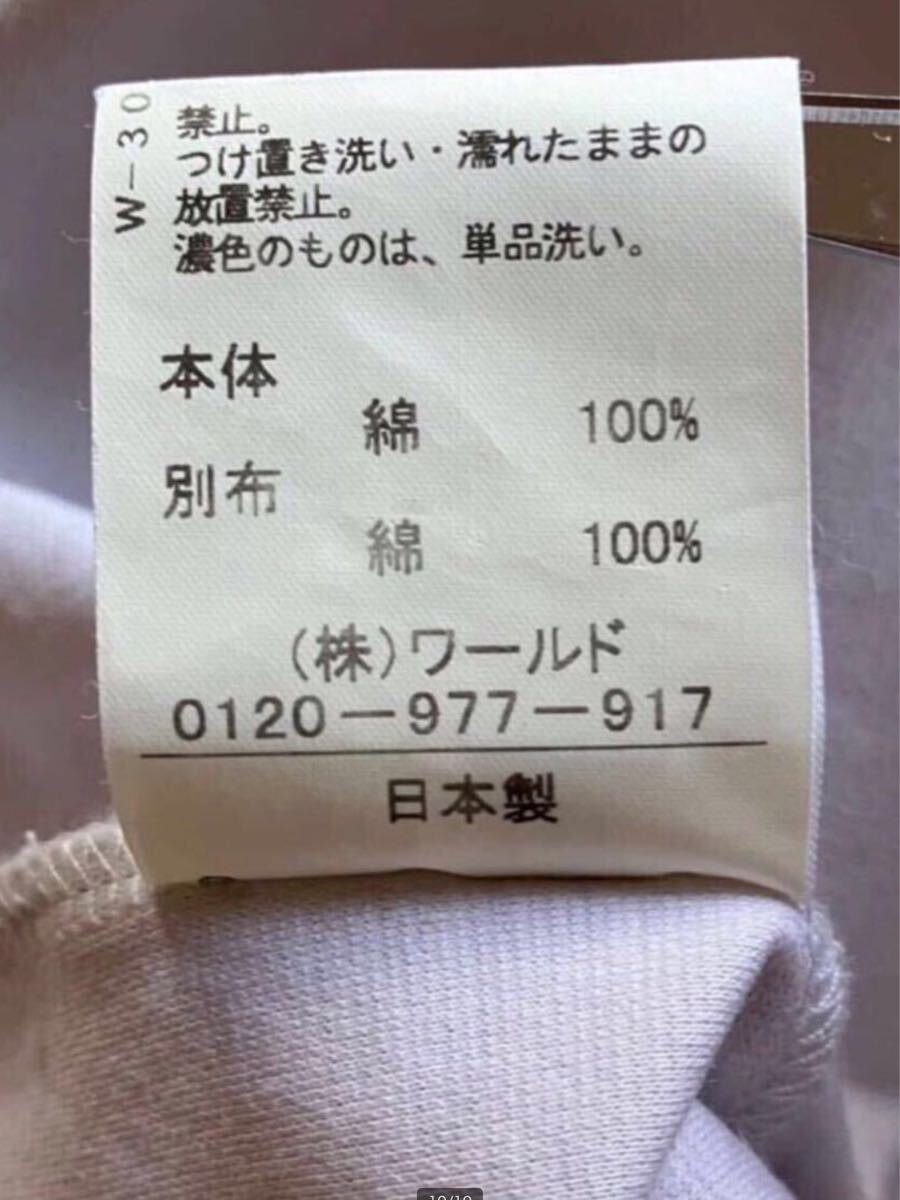 W-30
禁止。
つけ置き洗い・濡れたままの
放置禁止。
濃色のものは、単品洗い。
本体
綿 100%
別布
綿 100%
(株)ワールド
0120-977-917
日本製
10/10